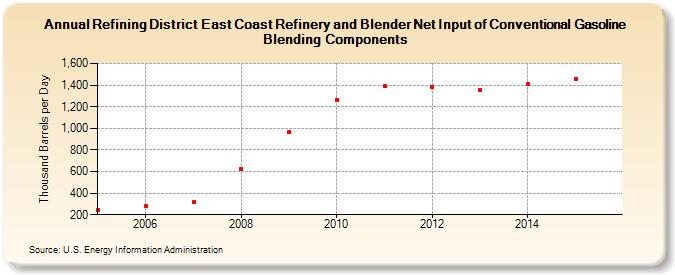 Annual Refining District East Coast Refinery and Blender Net Input of Conventional Gasoline
Blending Components
Thousand Barrels per Day
1,600
1,400
1,200
1,000
800
600
400
200
2006 2008 2010 2012 2014
Source: U.S. Energy Information Administration